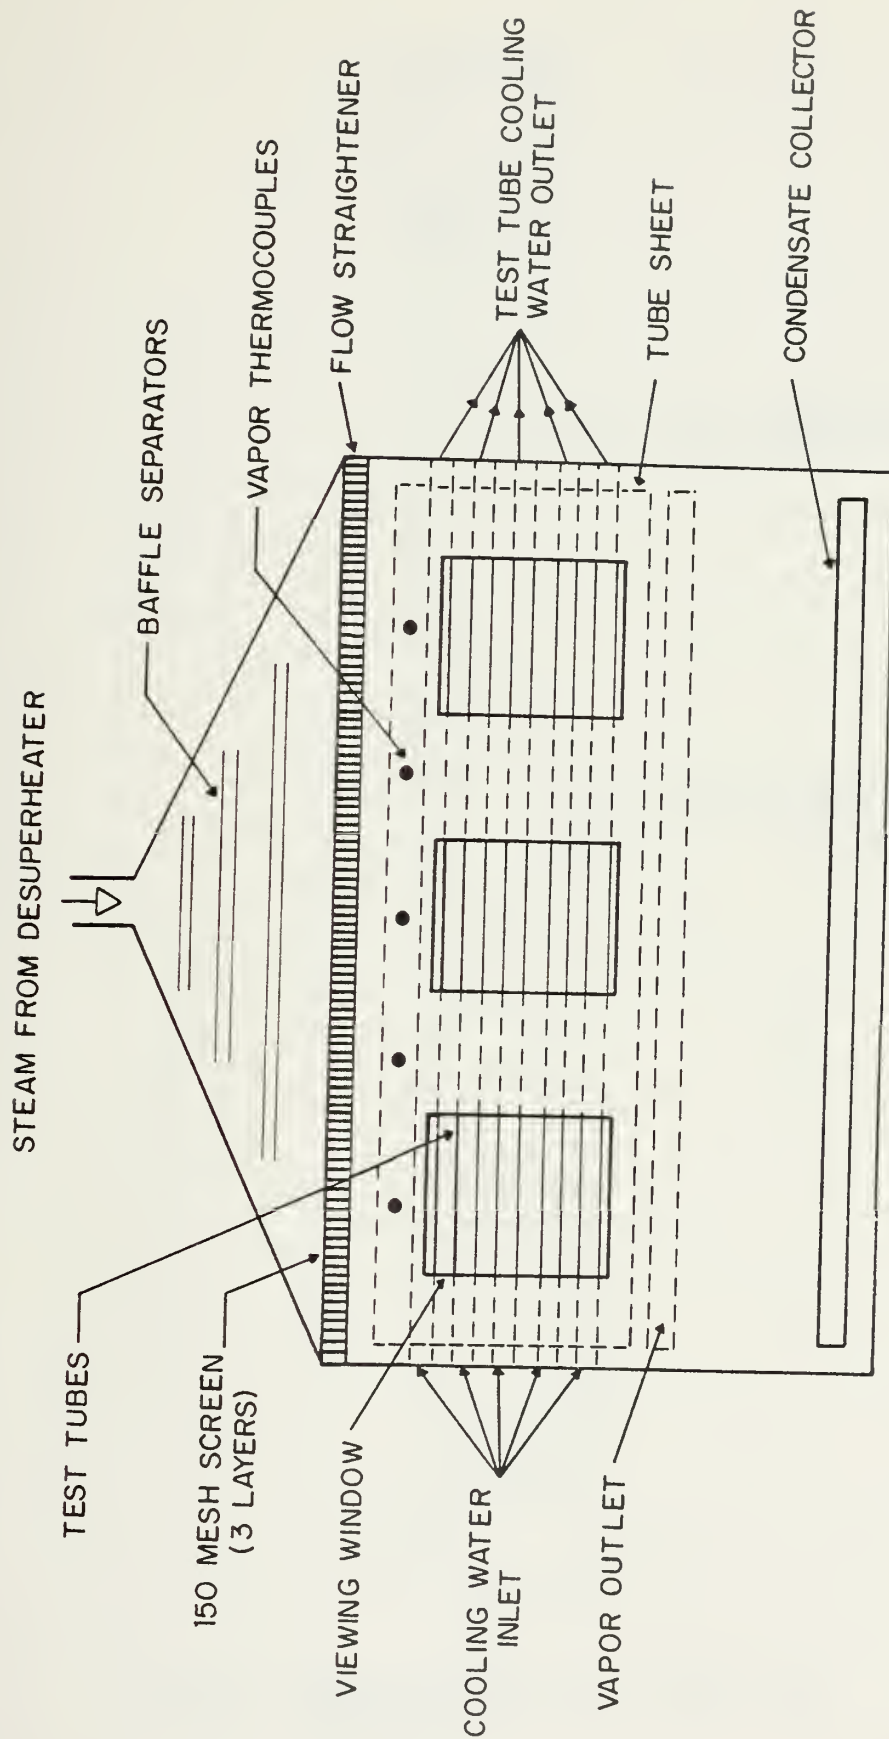 STEAM FROM DESUPERHEATER
BAFFLE SEPARATORS
VAPOR THERMOCOUPLES
FLOW STRAIGHTENER
TEST TUBE COOLING
WATER OUTLET
TUBE SHEET
CONDENSATE COLLECTOR
TEST TUBES
150 MESH SCREEN
(3 LAYERS)
VIEWING WINDOW
COOLING WATER
INLET
VAPOR OUTLET